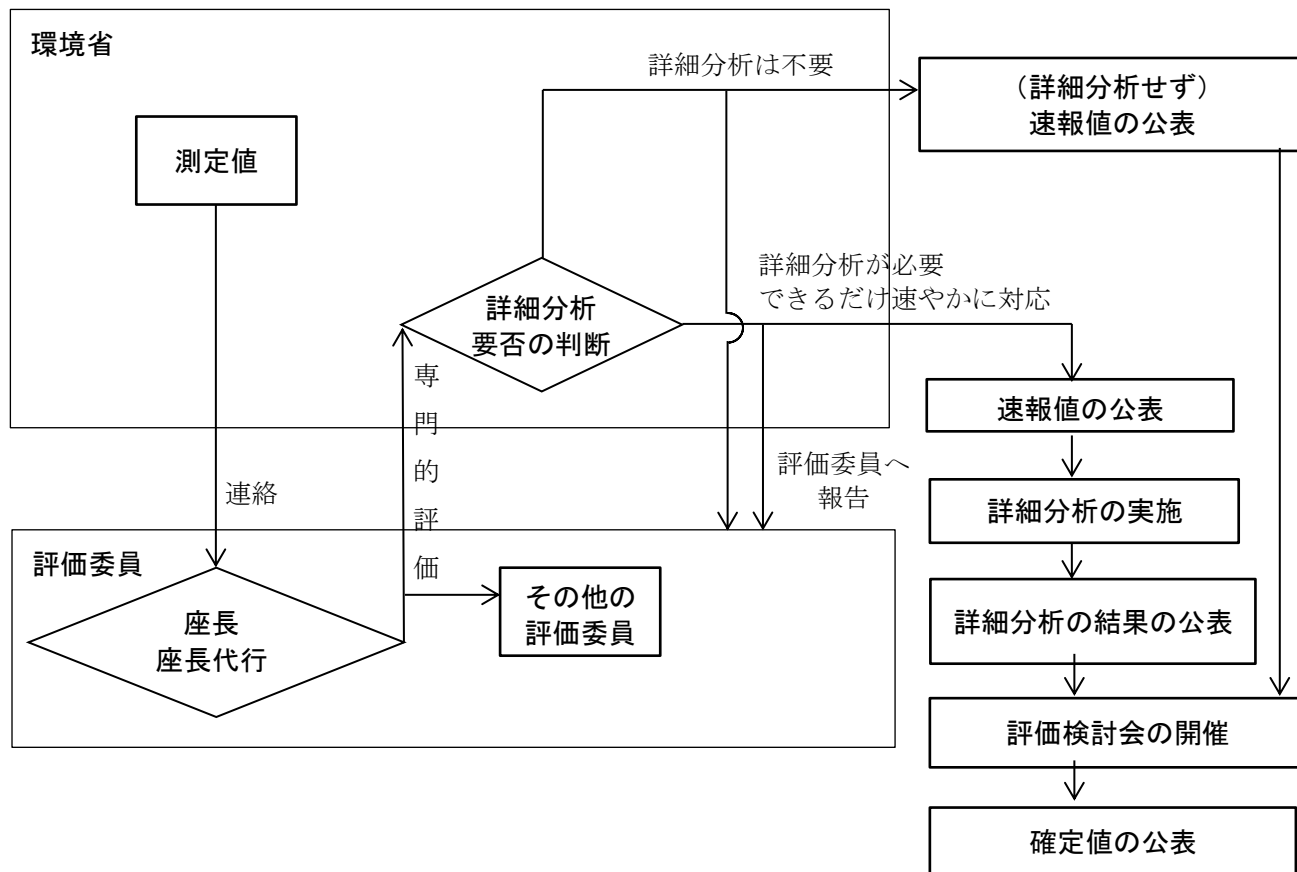 環境省
詳細分析は不要
（詳細分析せず）
速報値の公表
測定値
詳細分析が必要
できるだけ速やかに対応
詳細分析
要否の判断
専門的評価
速報値の公表
評価委員へ
報告
連絡
詳細分析の実施
評価委員
座長
座長代行
その他の
評価委員
詳細分析の結果の公表
評価検討会の開催
確定値の公表